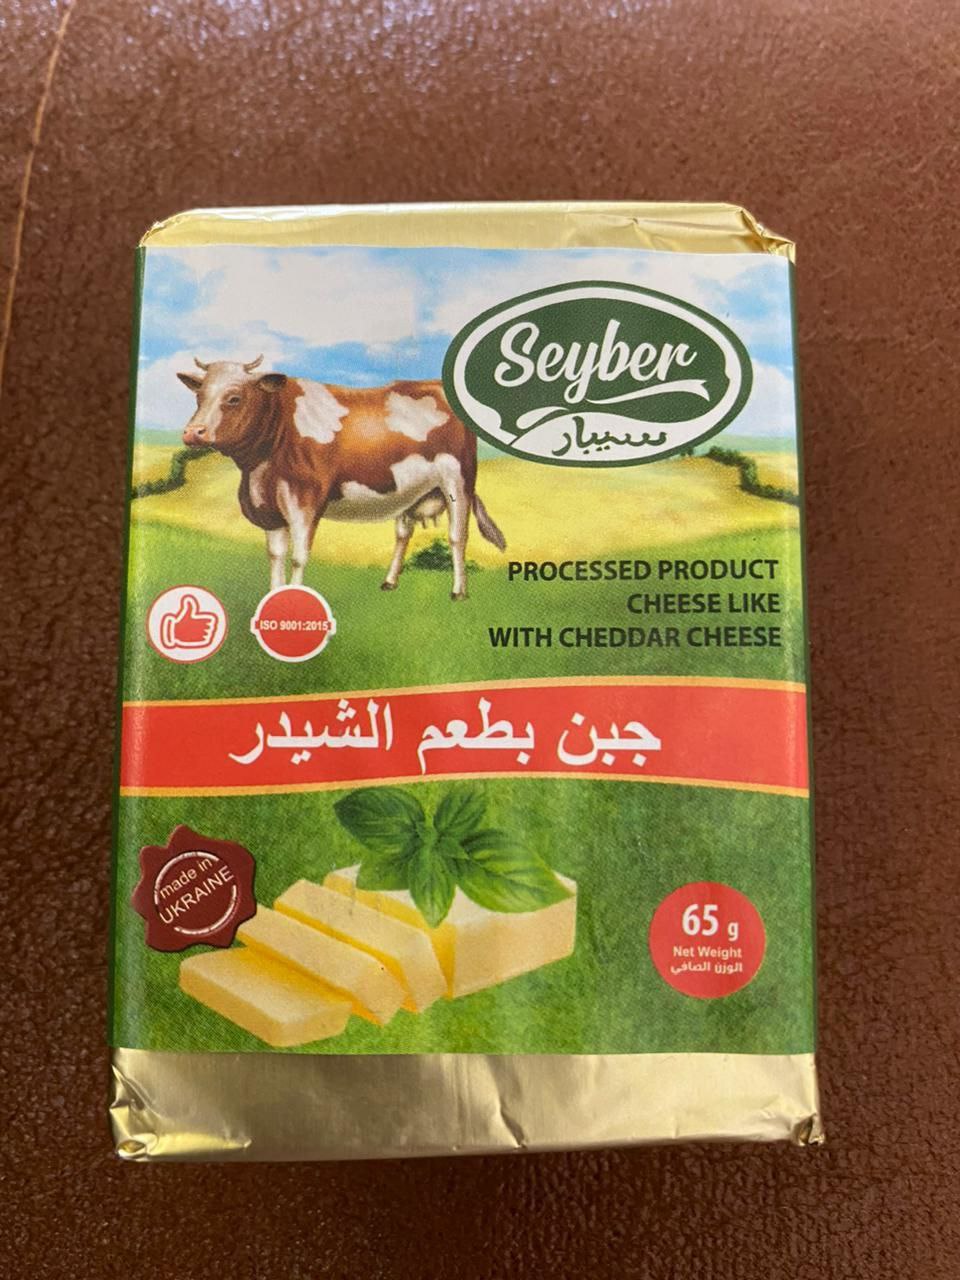 Seyber
سيبار
PROCESSED PRODUCT
CHEESE LIKE
WITH CHEDDAR CHEESE
ISO 9001:2015
جبن بطعم الشيدر
made in
UKRAINE
65 g
Net Weight
الوزن الصافي